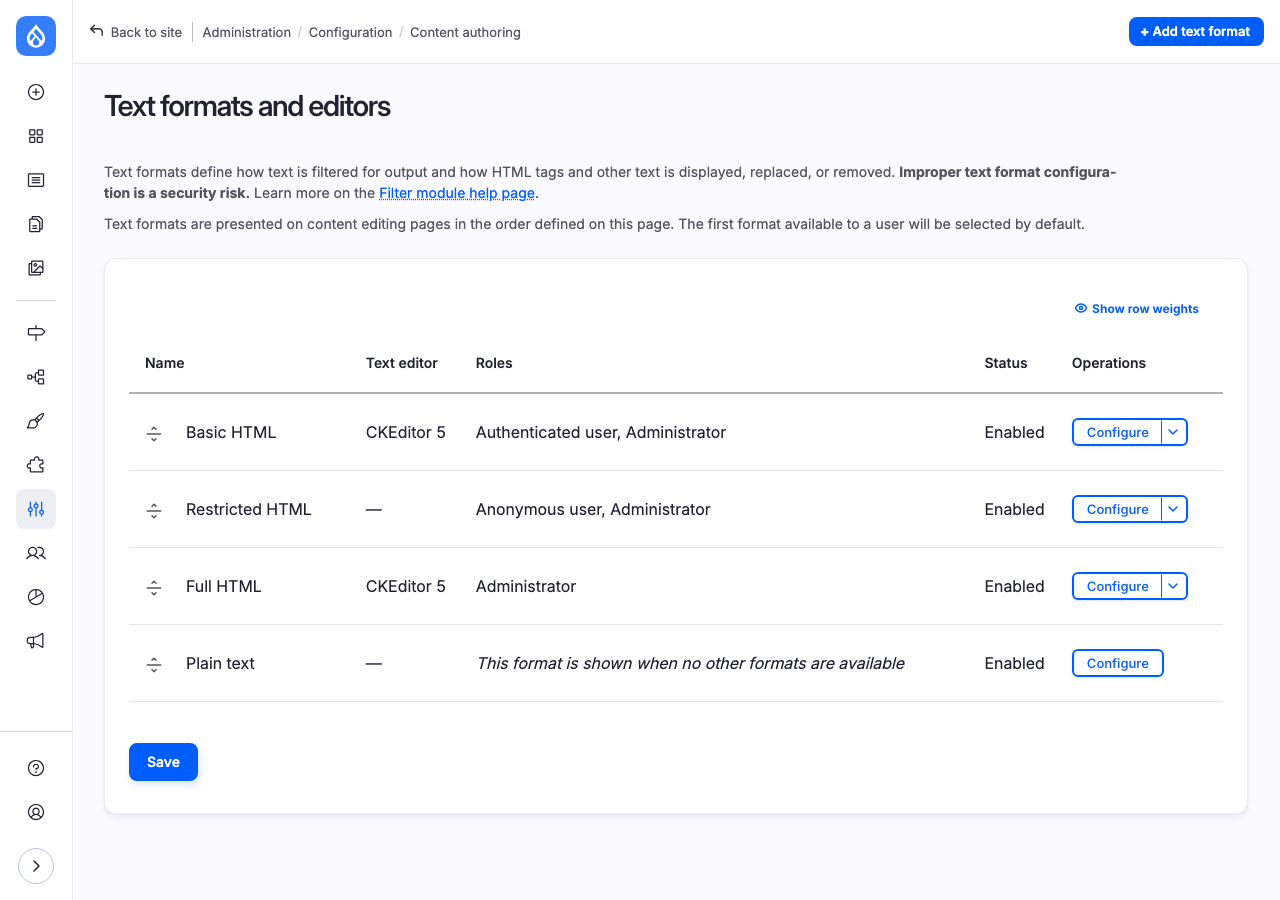 Back to site
Administration / Configuration / Content authoring
+ Add text format
Text formats and editors
Text formats define how text is filtered for output and how HTML tags and other text is displayed, replaced, or removed. Improper text format configura-
tion is a security risk. Learn more on the Filter module help page.
Text formats are presented on content editing pages in the order defined on this page. The first format available to a user will be selected by default.
Show row weights
Name Text editor Roles Status Operations
Basic HTML CKEditor 5 Authenticated user, Administrator Enabled Configure
Restricted HTML — Anonymous user, Administrator Enabled Configure
Full HTML CKEditor 5 Administrator Enabled Configure
Plain text — This format is shown when no other formats are available Enabled Configure
Save